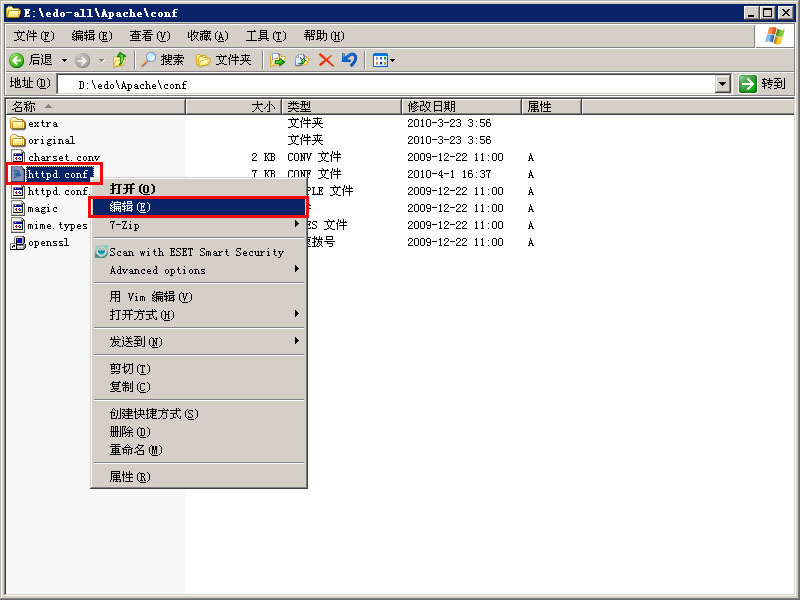 E:\edo-all\Apache\conf
文件(F) 编辑(E) 查看(V) 收藏(A) 工具(T) 帮助(H)
后退 搜索 文件夹
地址(D) D:\edo\Apache\conf 转到
名称 大小 类型 修改日期 属性
extra 文件夹 2010-3-23 3:56
original 文件夹 2010-3-23 3:56
charset.conv 2 KB CONV 文件 2009-12-22 11:00 A
httpd.conf 7 KB CONF 文件 2010-4-1 16:37 A
httpd.conf. PLE 文件 2009-12-22 11:00 A
magic 2009-12-22 11:00 A
mime.types ES 文件 2009-12-22 11:00 A
openssl 拨号 2009-12-22 11:00 A
打开(O)
编辑(E)
7-Zip
Scan with ESET Smart Security
Advanced options
用 Vim 编辑(V)
打开方式(H)
发送到(N)
剪切(T)
复制(C)
创建快捷方式(S)
删除(D)
重命名(M)
属性(R)